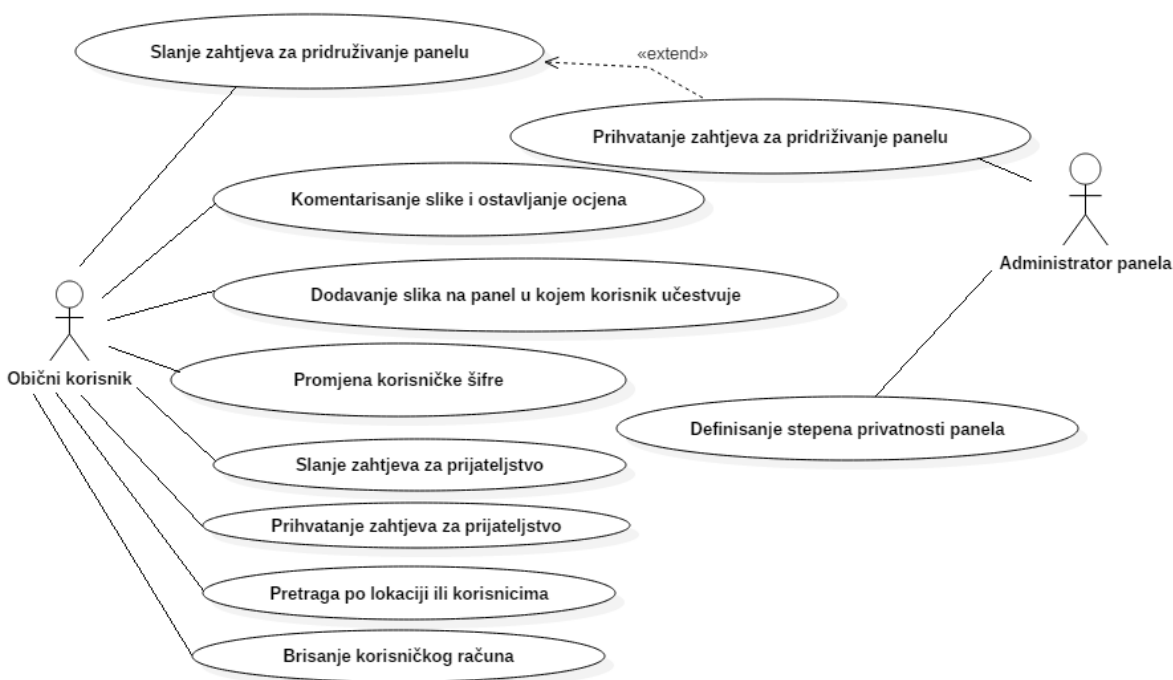 Slanje zahtjeva za pridruživanje panelu
«extend»
Prihvatanje zahtjeva za pridriživanje panelu
Komentarisanje slike i ostavljanje ocjena
Administrator panela
Dodavanje slika na panel u kojem korisnik učestvuje
Obični korisnik
Promjena korisničke šifre
Definisanje stepena privatnosti panela
Slanje zahtjeva za prijateljstvo
Prihvatanje zahtjeva za prijateljstvo
Pretraga po lokaciji ili korisnicima
Brisanje korisničkog računa